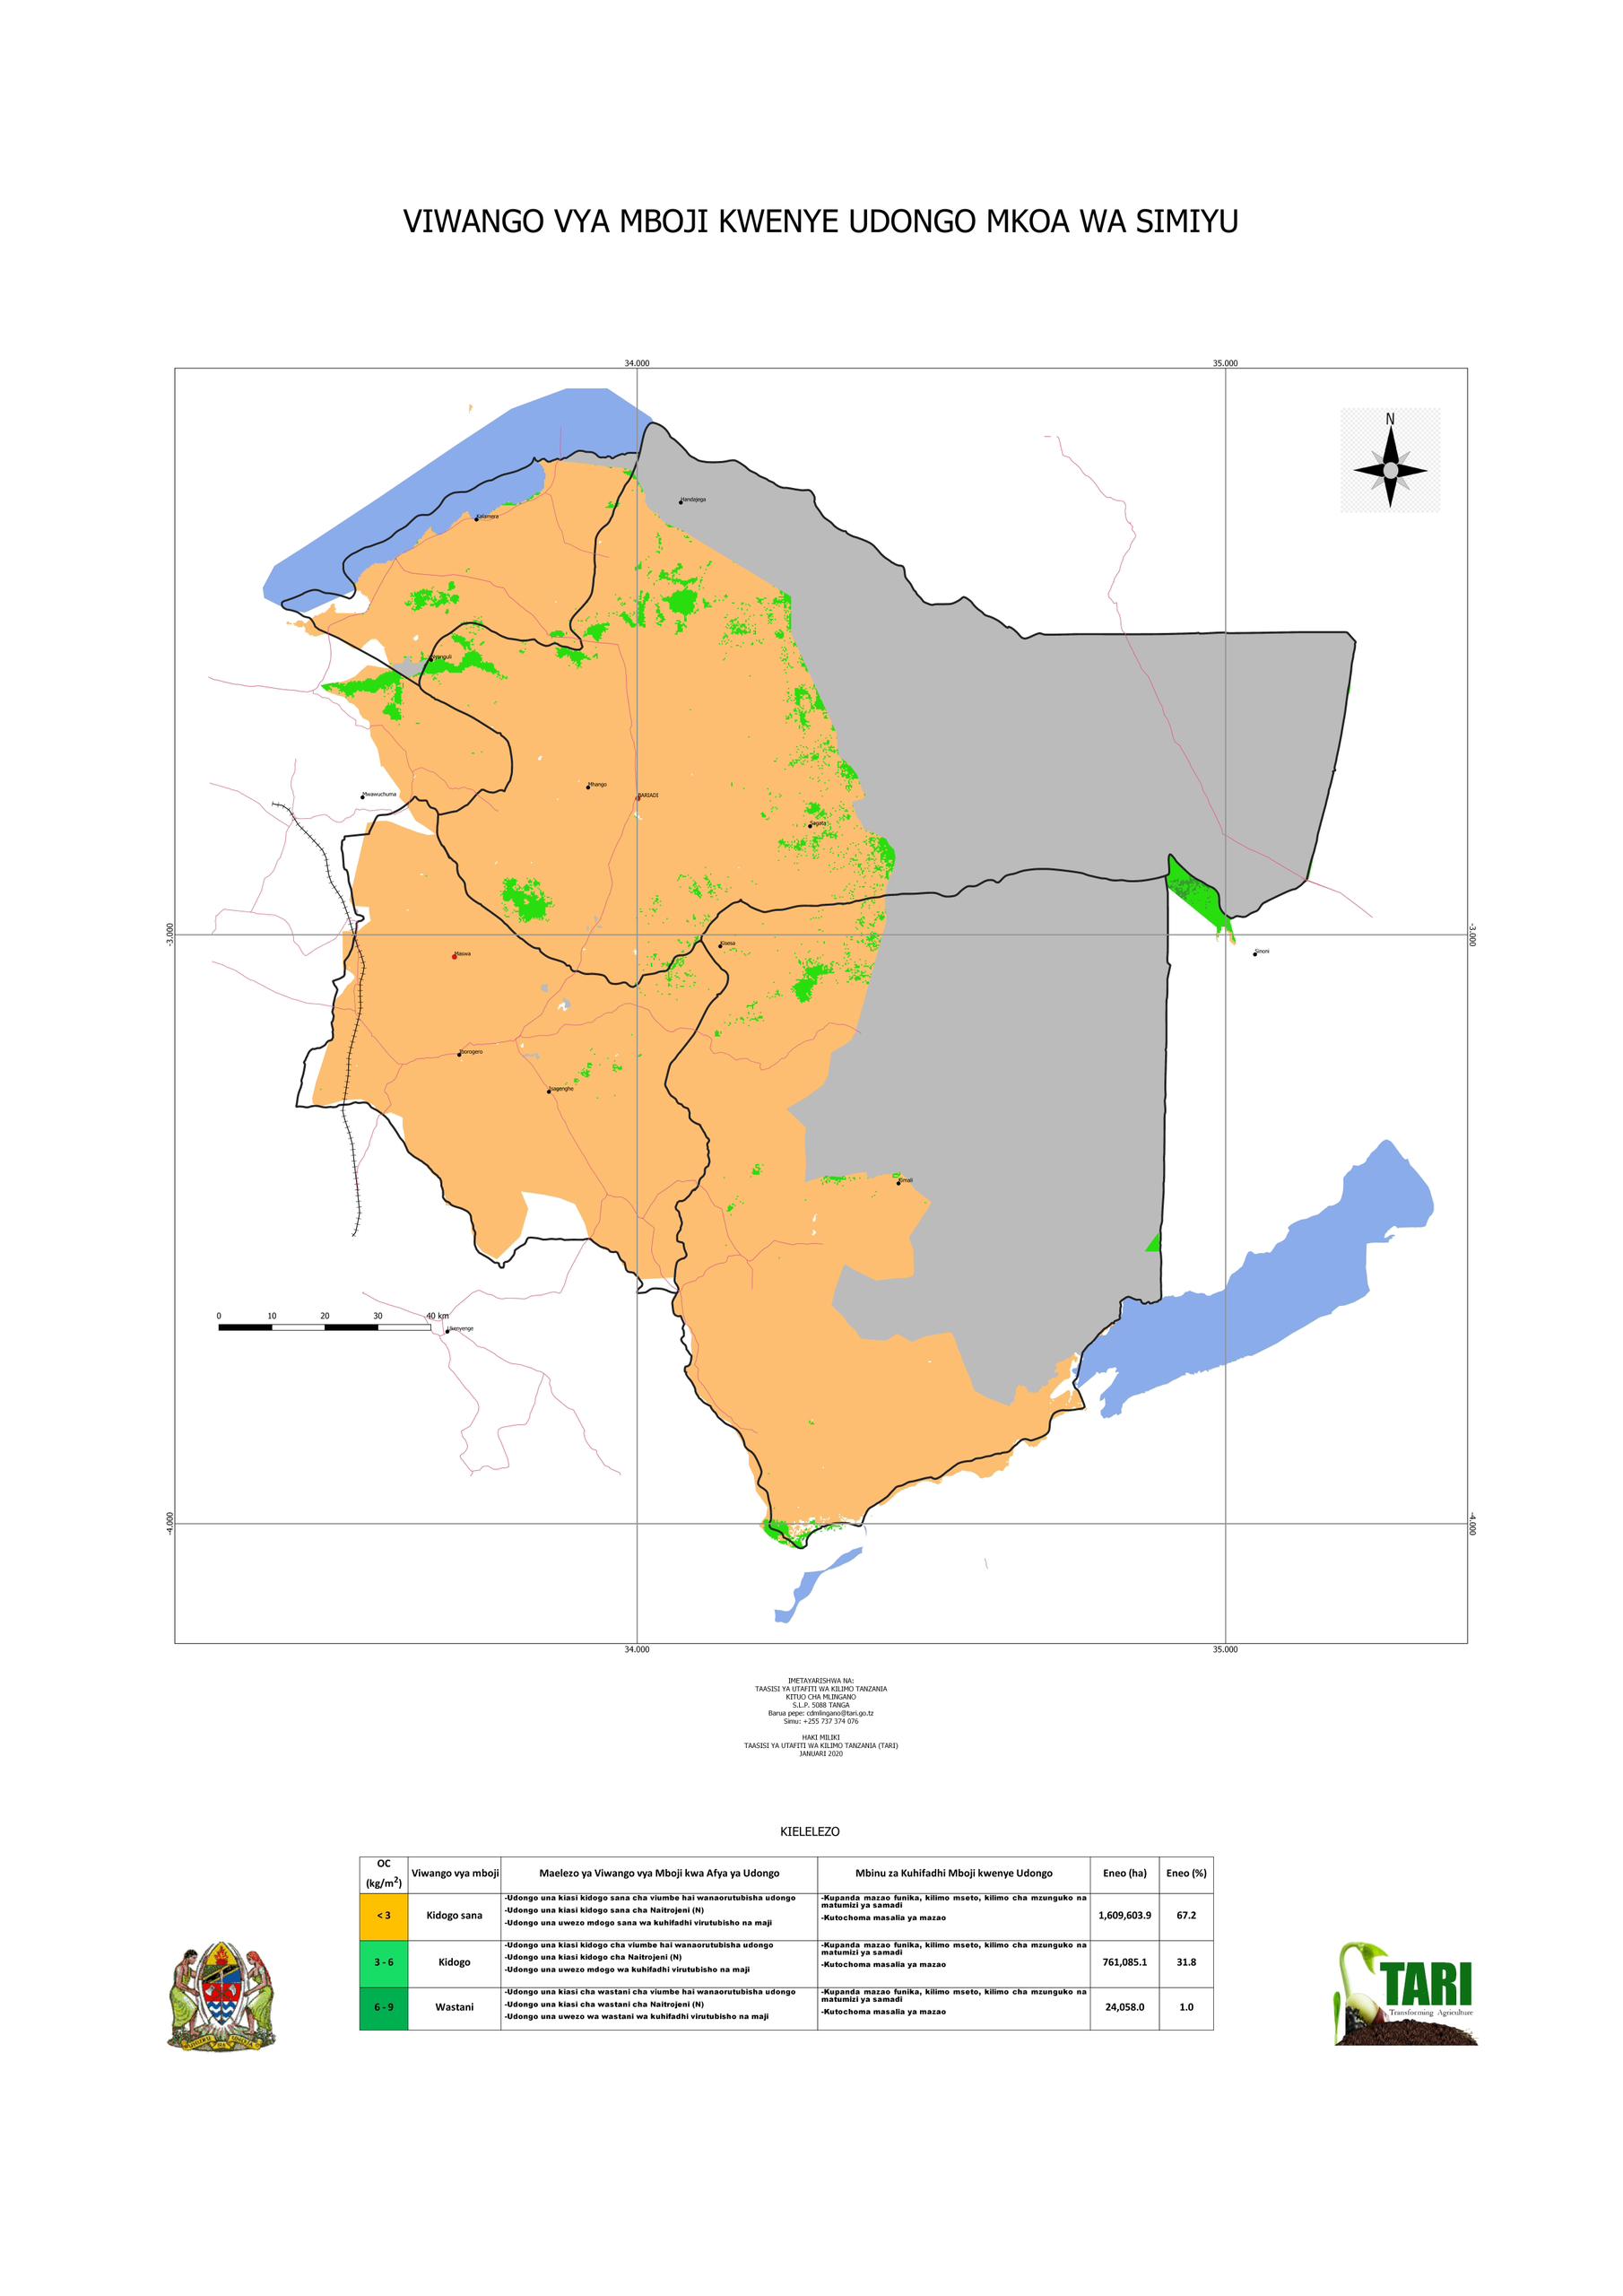 VIWANGO VYA MBOJI KWENYE UDONGO MKOA WA SIMIYU
34.000
35.000
N
Handajega
Kalamera
Nyanguli
Mwawuchuma
Mhango
BARIADI
Sagata
-3.000
-3.000
Kisesa
Maswa
Sinoni
Iborogero
Isagenghe
Kimali
0
10
20
30
40 km
Ukenyenge
-4.000
-4.000
34.000
35.000
IMETAYARISHWA NA:
TAASISI YA UTAFITI WA KILIMO TANZANIA
KITUO CHA MLINGANO
S.L.P. 5088 TANGA
Barua pepe: cdmlingano@tari.go.tz
Simu: +255 737 374 076
HAKI MILIKI
TAASISI YA UTAFITI WA KILIMO TANZANIA (TARI)
JANUARI 2020
KIELELEZO
OC
(kg/m²)
Viwango vya mboji
Maelezo ya Viwango vya Mboji kwa Afya ya Udongo
Mbinu za Kuhifadhi Mboji kwenye Udongo
Eneo (ha)
Eneo (%)
< 3
Kidogo sana
-Udongo una kiasi kidogo sana cha viumbe hai wanaorutubisha udongo
-Udongo una kiasi kidogo sana cha Naitrojeni (N)
-Udongo una uwezo mdogo sana wa kuhifadhi virutubisho na maji
-Kupanda mazao funika, kilimo mseto, kilimo cha mzunguko na
matumizi ya samadi
-Kutochoma masalia ya mazao
1,609,603.9
67.2
3 - 6
Kidogo
-Udongo una kiasi kidogo cha viumbe hai wanaorutubisha udongo
-Udongo una kiasi kidogo cha Naitrojeni (N)
-Udongo una uwezo mdogo wa kuhifadhi virutubisho na maji
-Kupanda mazao funika, kilimo mseto, kilimo cha mzunguko na
matumizi ya samadi
-Kutochoma masalia ya mazao
761,085.1
31.8
6 - 9
Wastani
-Udongo una kiasi cha wastani cha viumbe hai wanaorutubisha udongo
-Udongo una kiasi cha wastani cha Naitrojeni (N)
-Udongo una uwezo wa wastani wa kuhifadhi virutubisho na maji
-Kupanda mazao funika, kilimo mseto, kilimo cha mzunguko na
matumizi ya samadi
-Kutochoma masalia ya mazao
24,058.0
1.0
TARI
Transforming Agriculture